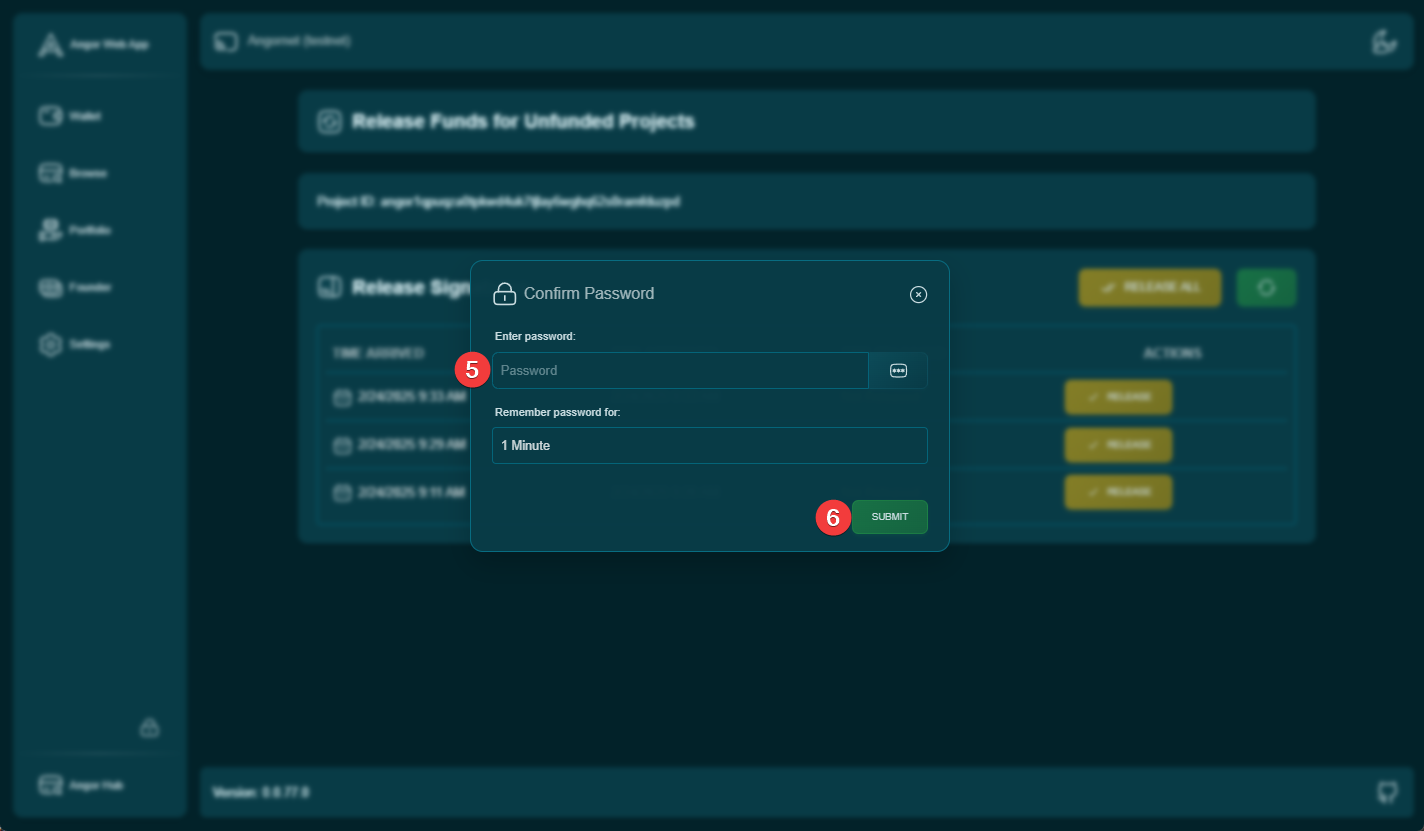 Angor Web App
Angornet (testnet)
Wallet
Browse
Portfolio
Founder
Settings
Angor Hub
Release Funds for Unfunded Projects
Project ID:
Release Sign
RELEASE ALL
TIME ARRIVED
ACTIONS
2/24/2025 9:33 AM
RELEASE
2/24/2025 9:29 AM
RELEASE
2/24/2025 9:11 AM
RELEASE
Confirm Password
Enter password:
5
Password
***
Remember password for:
1 Minute
6
SUBMIT
Version: 0.0.77.0